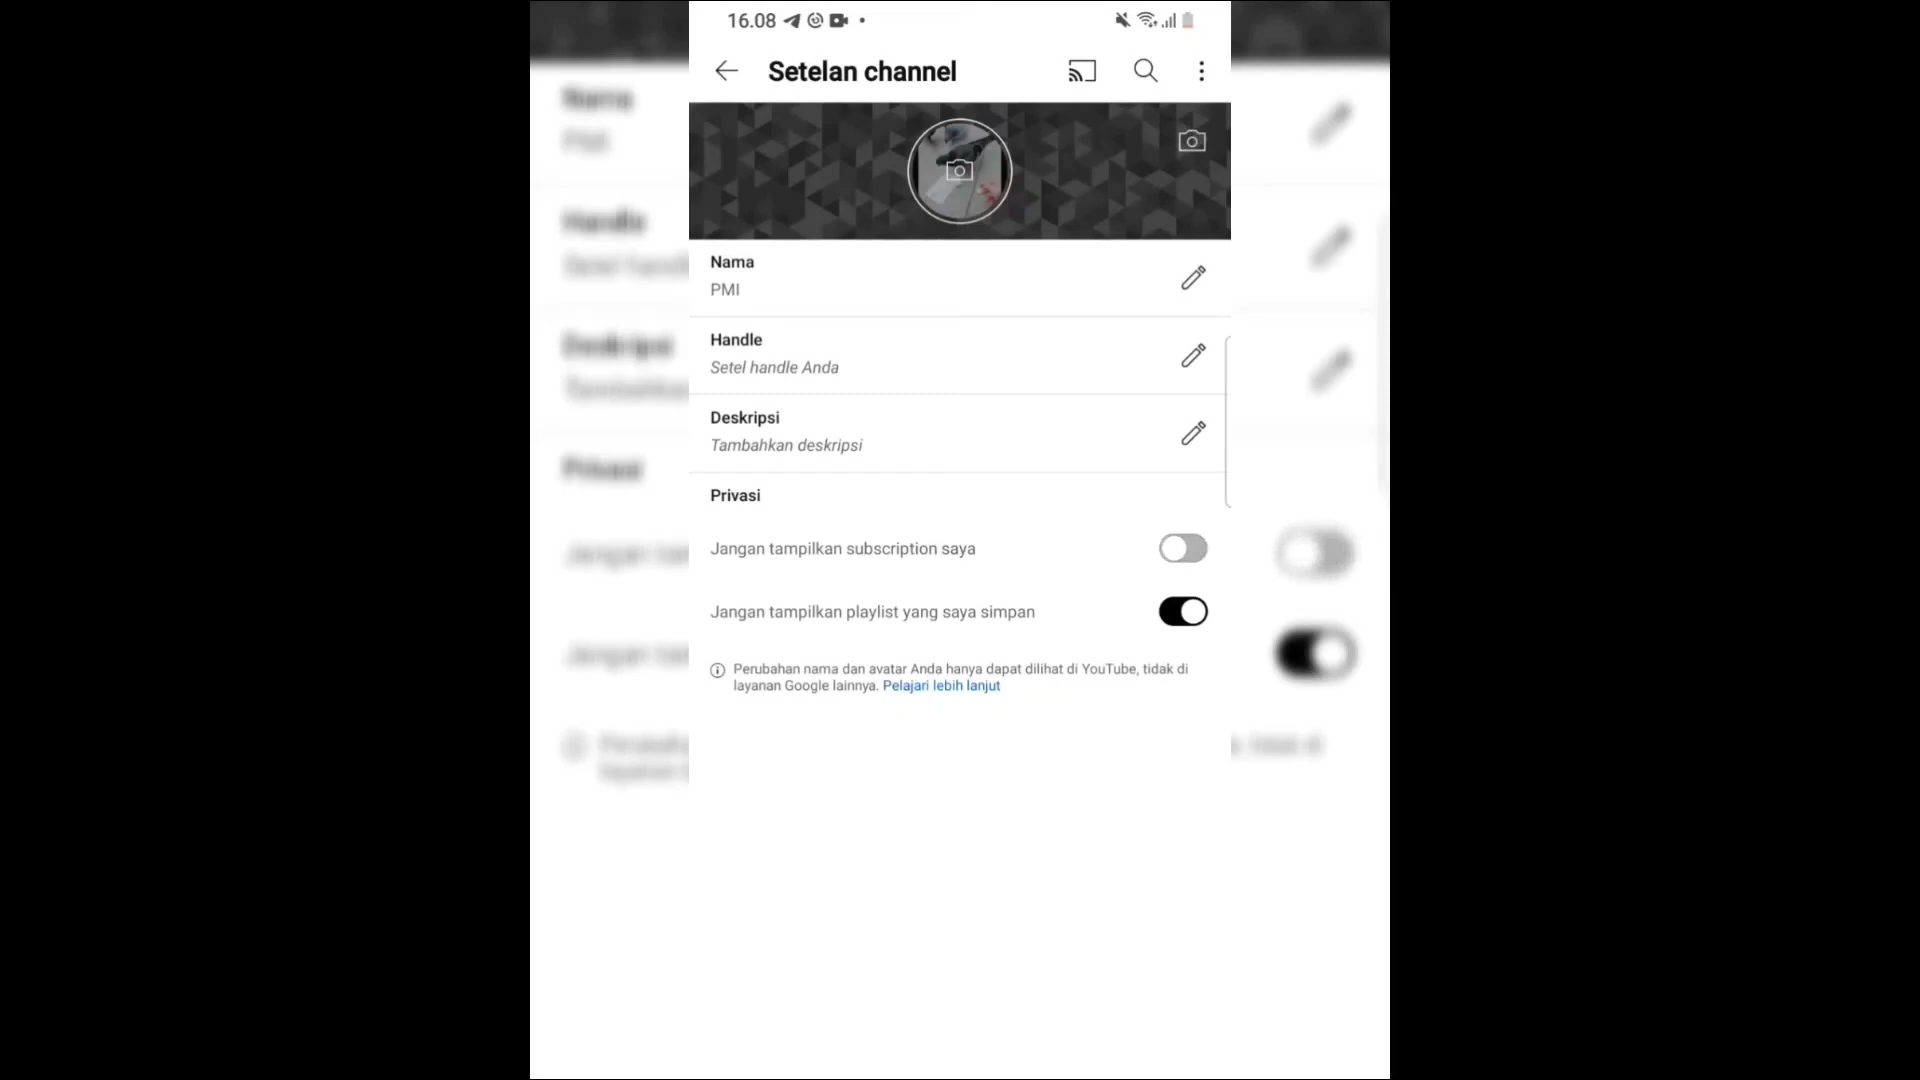 16.08
Setelan channel
Nama
PMI
Handle
Setel handle Anda
Deskripsi
Tambahkan deskripsi
Privasi
Jangan tampilkan subscription saya
Jangan tampilkan playlist yang saya simpan
Perubahan nama dan avatar Anda hanya dapat dilihat di YouTube, tidak di
layanan Google lainnya. Pelajari lebih lanjut